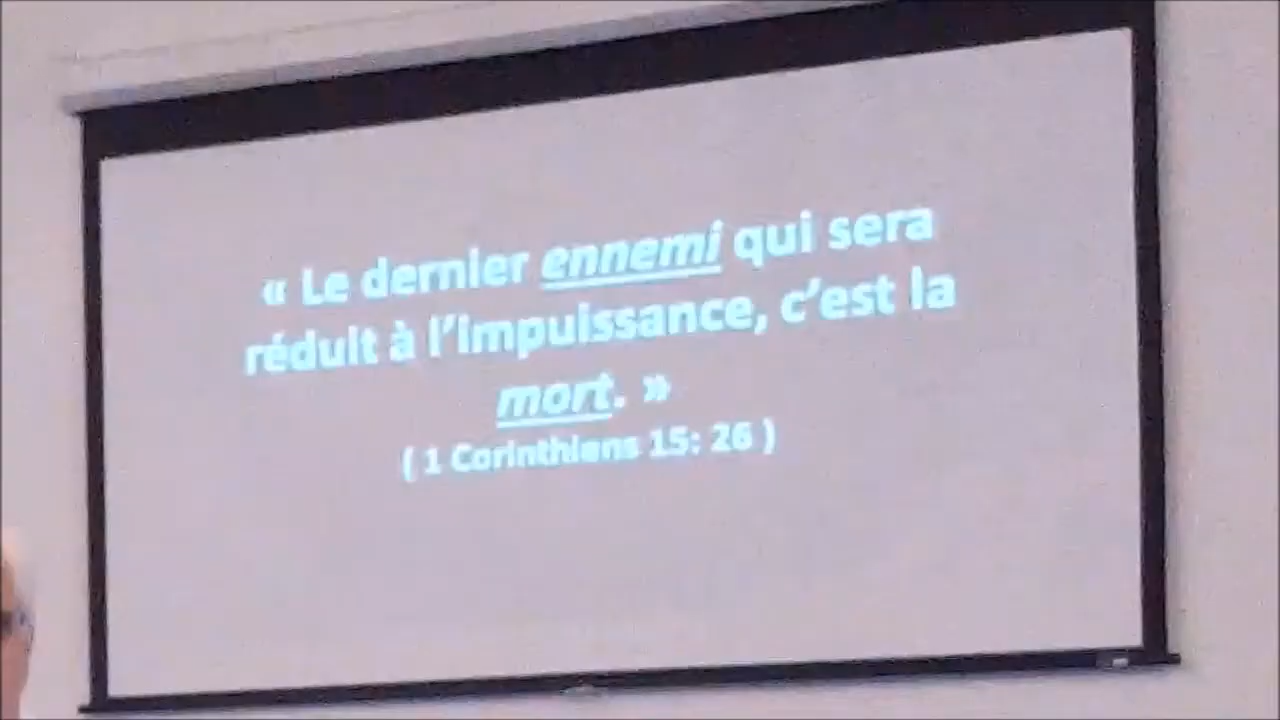 « Le dernier ennemi qui sera
réduit à l'impuissance, c'est la
mort. »
( 1 Corinthiens 15: 26 )